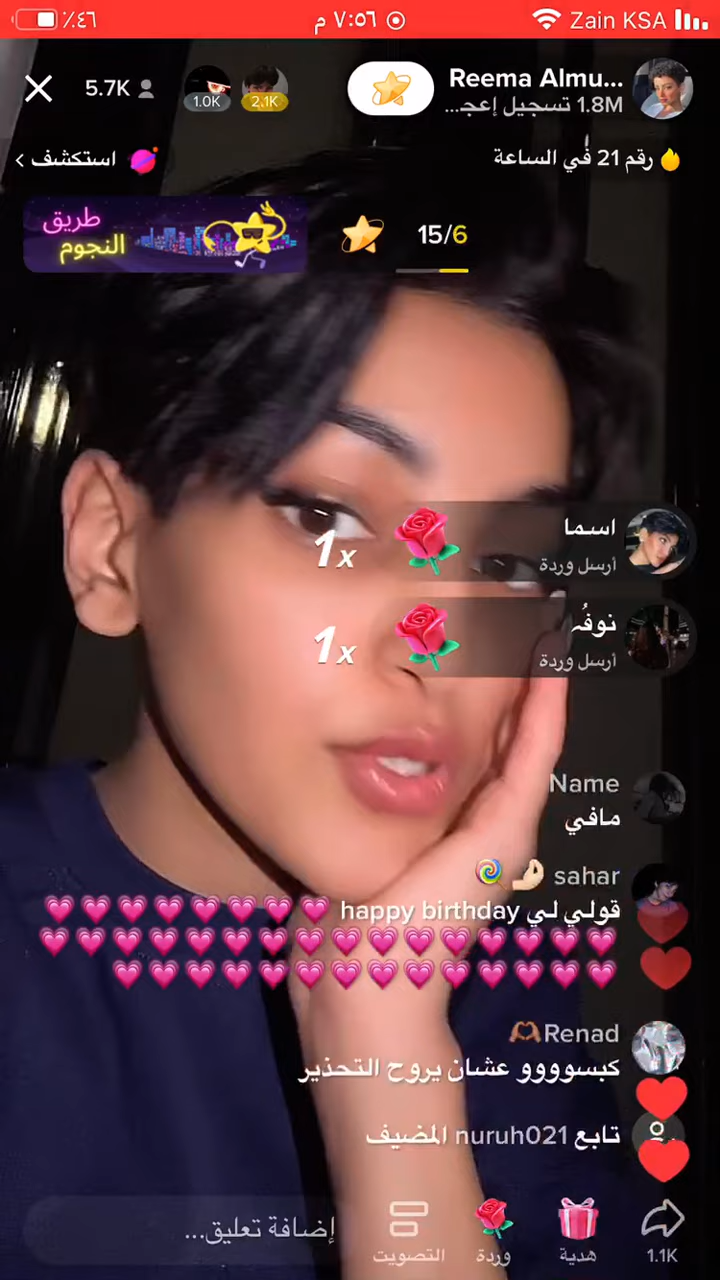 ٪٤٦
٧:٥٦ م
Zain KSA
5.7K
1.0K
2.1K
Reema Almu...
1.8M تسجيل إعجـ...
استكشف
رقم 21 في الساعة
طريق
النجوم
15/6
اسما
أرسل وردة
1x
نوفُه
أرسل وردة
1x
Name
مافي
sahar 🤌🏻🍭
قولي لي happy birthday 💗💗💗💗💗💗💗💗
💗💗💗💗💗💗💗💗💗💗💗💗💗💗💗💗
💗💗💗💗💗💗💗💗💗💗💗💗💗💗
Renad🫶🏽
كبسوووو عشان يروح التحذير
تابع nuruh021 المضيف
إضافة تعليق...
التصويت
وردة
هدية
1.1K